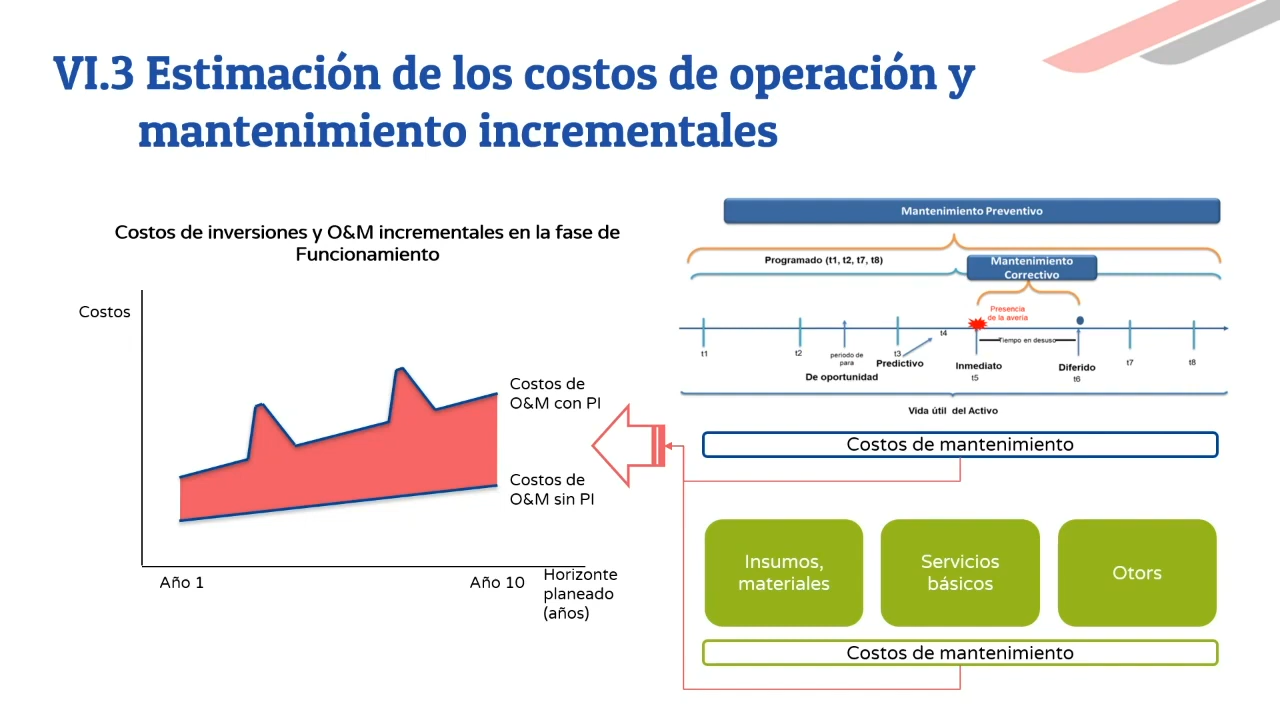 VI.3 Estimación de los costos de operación y
mantenimiento incrementales
Costos de inversiones y O&M incrementales en la fase de
Funcionamiento
Costos
Costos de
O&M con PI
Costos de
O&M sin PI
Año 1
Año 10
Horizonte
planeado
(años)
Mantenimiento Preventivo
Programado (t1, t2, t7, t8)
Mantenimiento
Correctivo
Presencia
de la avería
t1
t2
periodo de
para
t3
t4
Predictivo
De oportunidad
Tiempo en desuso
Inmediato
t5
Diferido
t6
t7
t8
Vida útil del Activo
Costos de mantenimiento
Insumos,
materiales
Servicios
básicos
Otors
Costos de mantenimiento